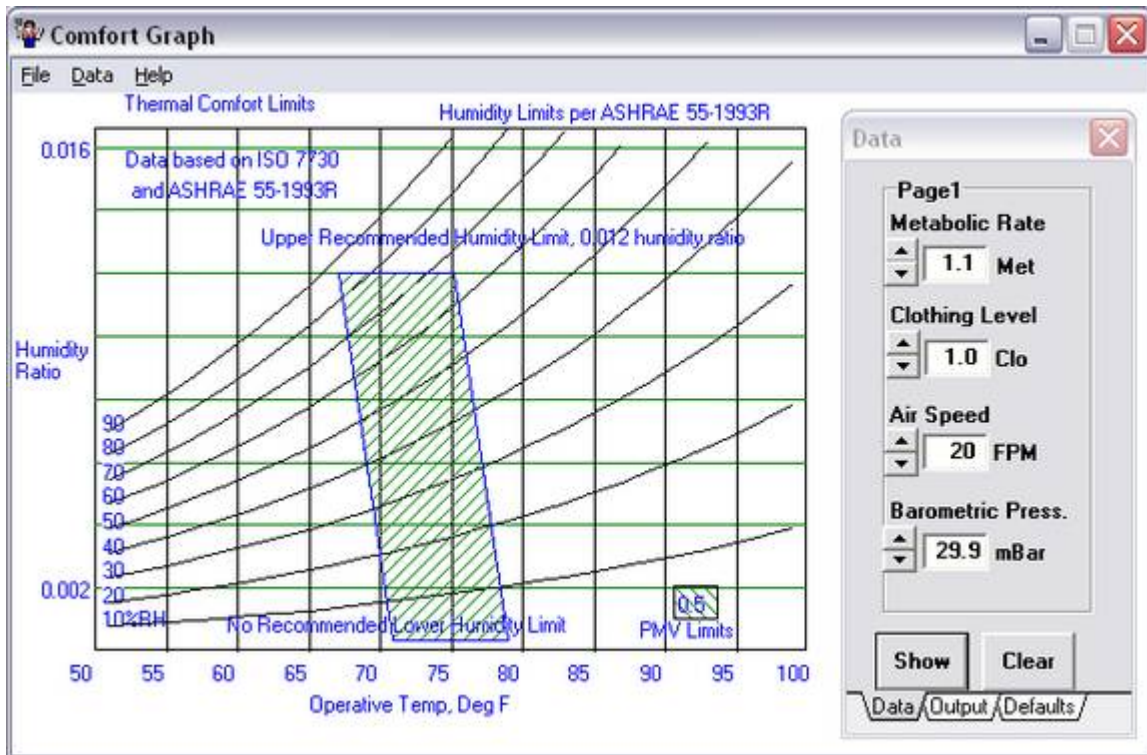 Comfort Graph
File Data Help
Thermal Comfort Limits
Humidity Limits per ASHRAE 55-1993R
0.016
Data based on ISO 7730
and ASHRAE 55-1993R
Upper Recommended Humidity Limit, 0.012 humidity ratio
Humidity
Ratio
90
80
70
60
50
40
30
20
10%RH
0.002
No Recommended Lower Humidity Limit
0.5
PMV Limits
50 55 60 65 70 75 80 85 90 95 100
Operative Temp, Deg F
Data
Page1
Metabolic Rate
1.1 Met
Clothing Level
1.0 Clo
Air Speed
20 FPM
Barometric Press.
29.9 mBar
Show Clear
Data Output Defaults